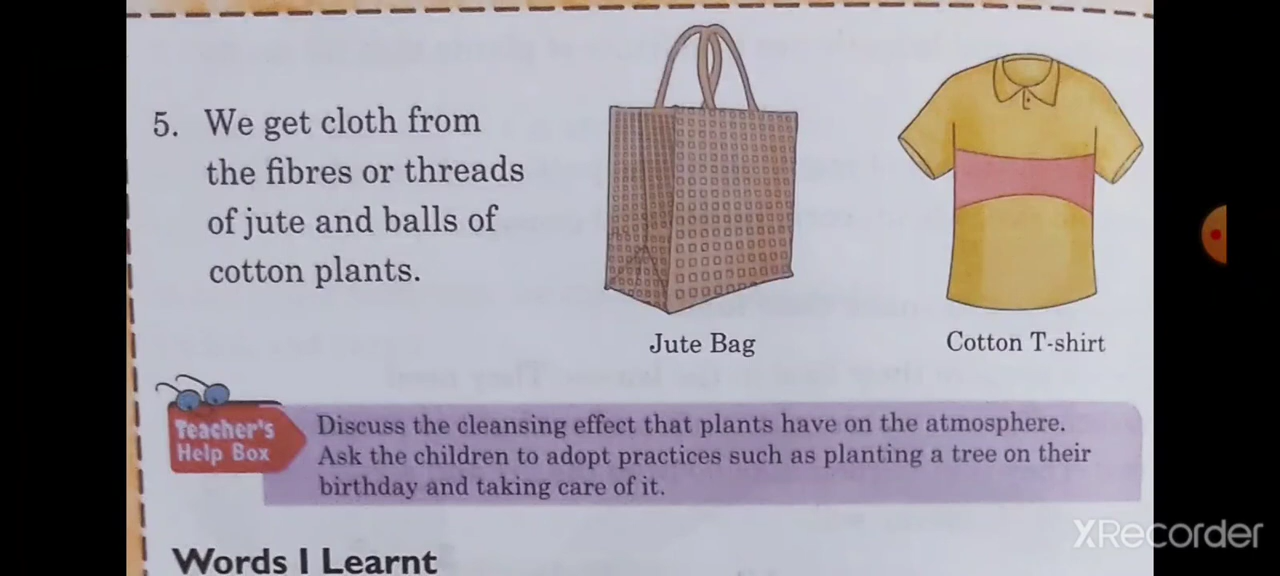 5. We get cloth from
the fibres or threads
of jute and balls of
cotton plants.
Jute Bag
Cotton T-shirt
Teacher's
Help Box
Discuss the cleansing effect that plants have on the atmosphere.
Ask the children to adopt practices such as planting a tree on their
birthday and taking care of it.
Words I Learnt
XRecorder